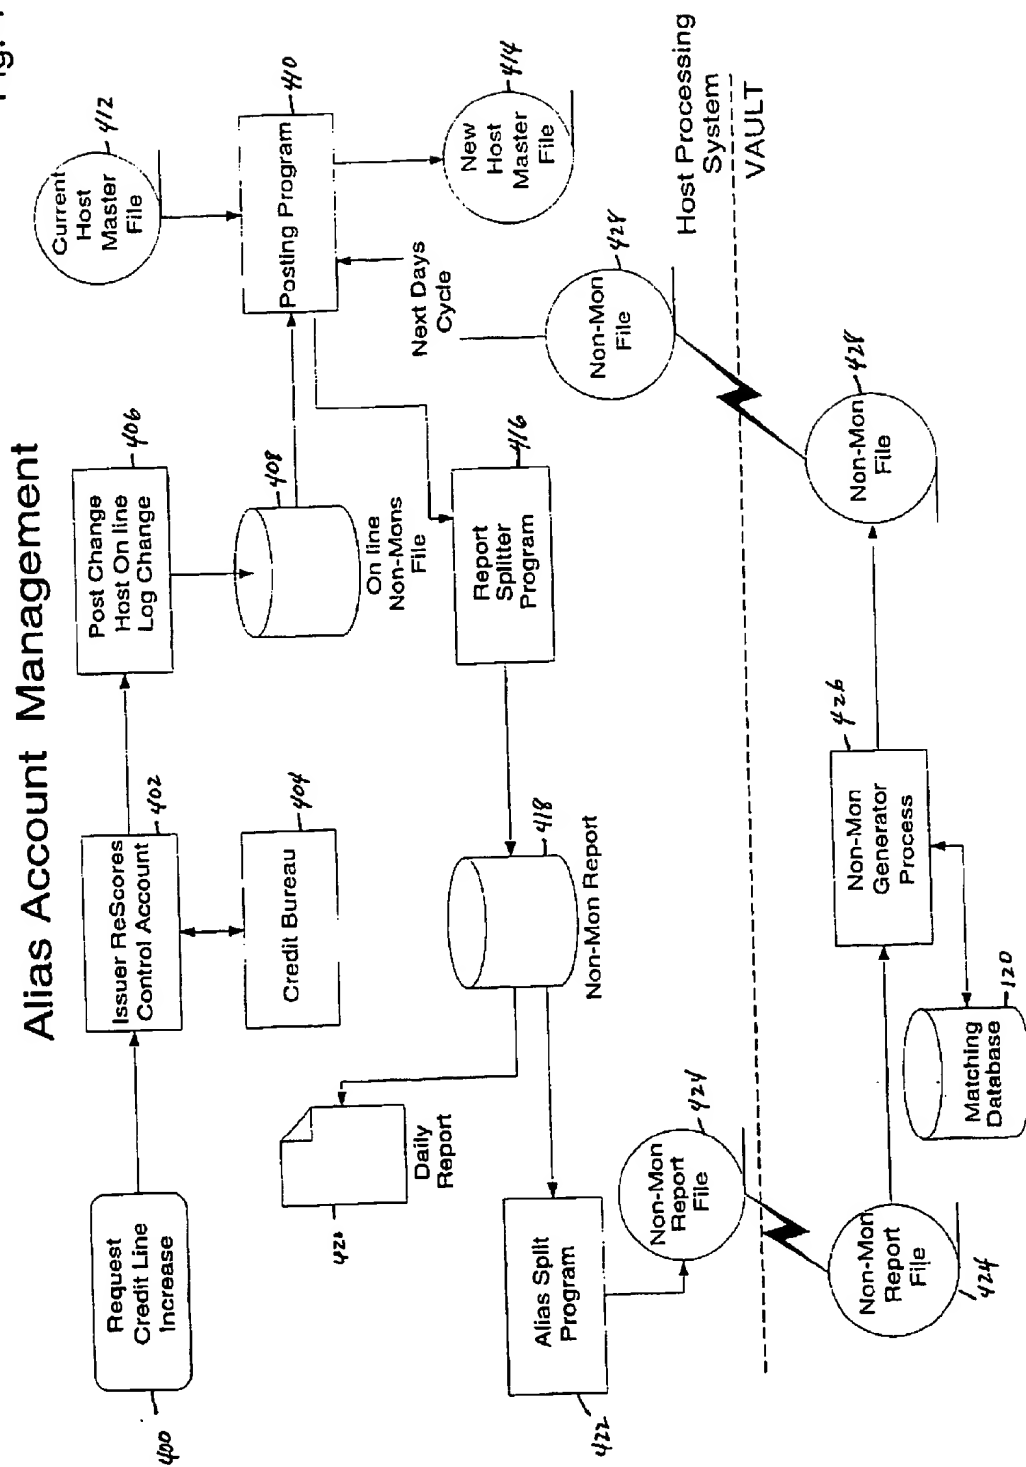 Fig.
Alias Account Management
Request
Credit Line
Increase
400
Issuer ReScores
Control Account
402
Credit Bureau
404
Post Change
Host On line
Log Change
406
408
On line
Non-Mons
File
Current
Host
Master
File
412
Posting Program
410
New
Host
Master
File
414
Next Days
Cycle
Report
Splitter
Program
416
418
Non-Mon Report
Daily
Report
Alias Split
Program
422
Non-Mon
Report
File
424
Non-Mon
File
428
Host Processing
System
VAULT
Non-Mon
Report
File
424
Matching
Database
120
Non-Mon
Generator
Process
426
Non-Mon
File
428